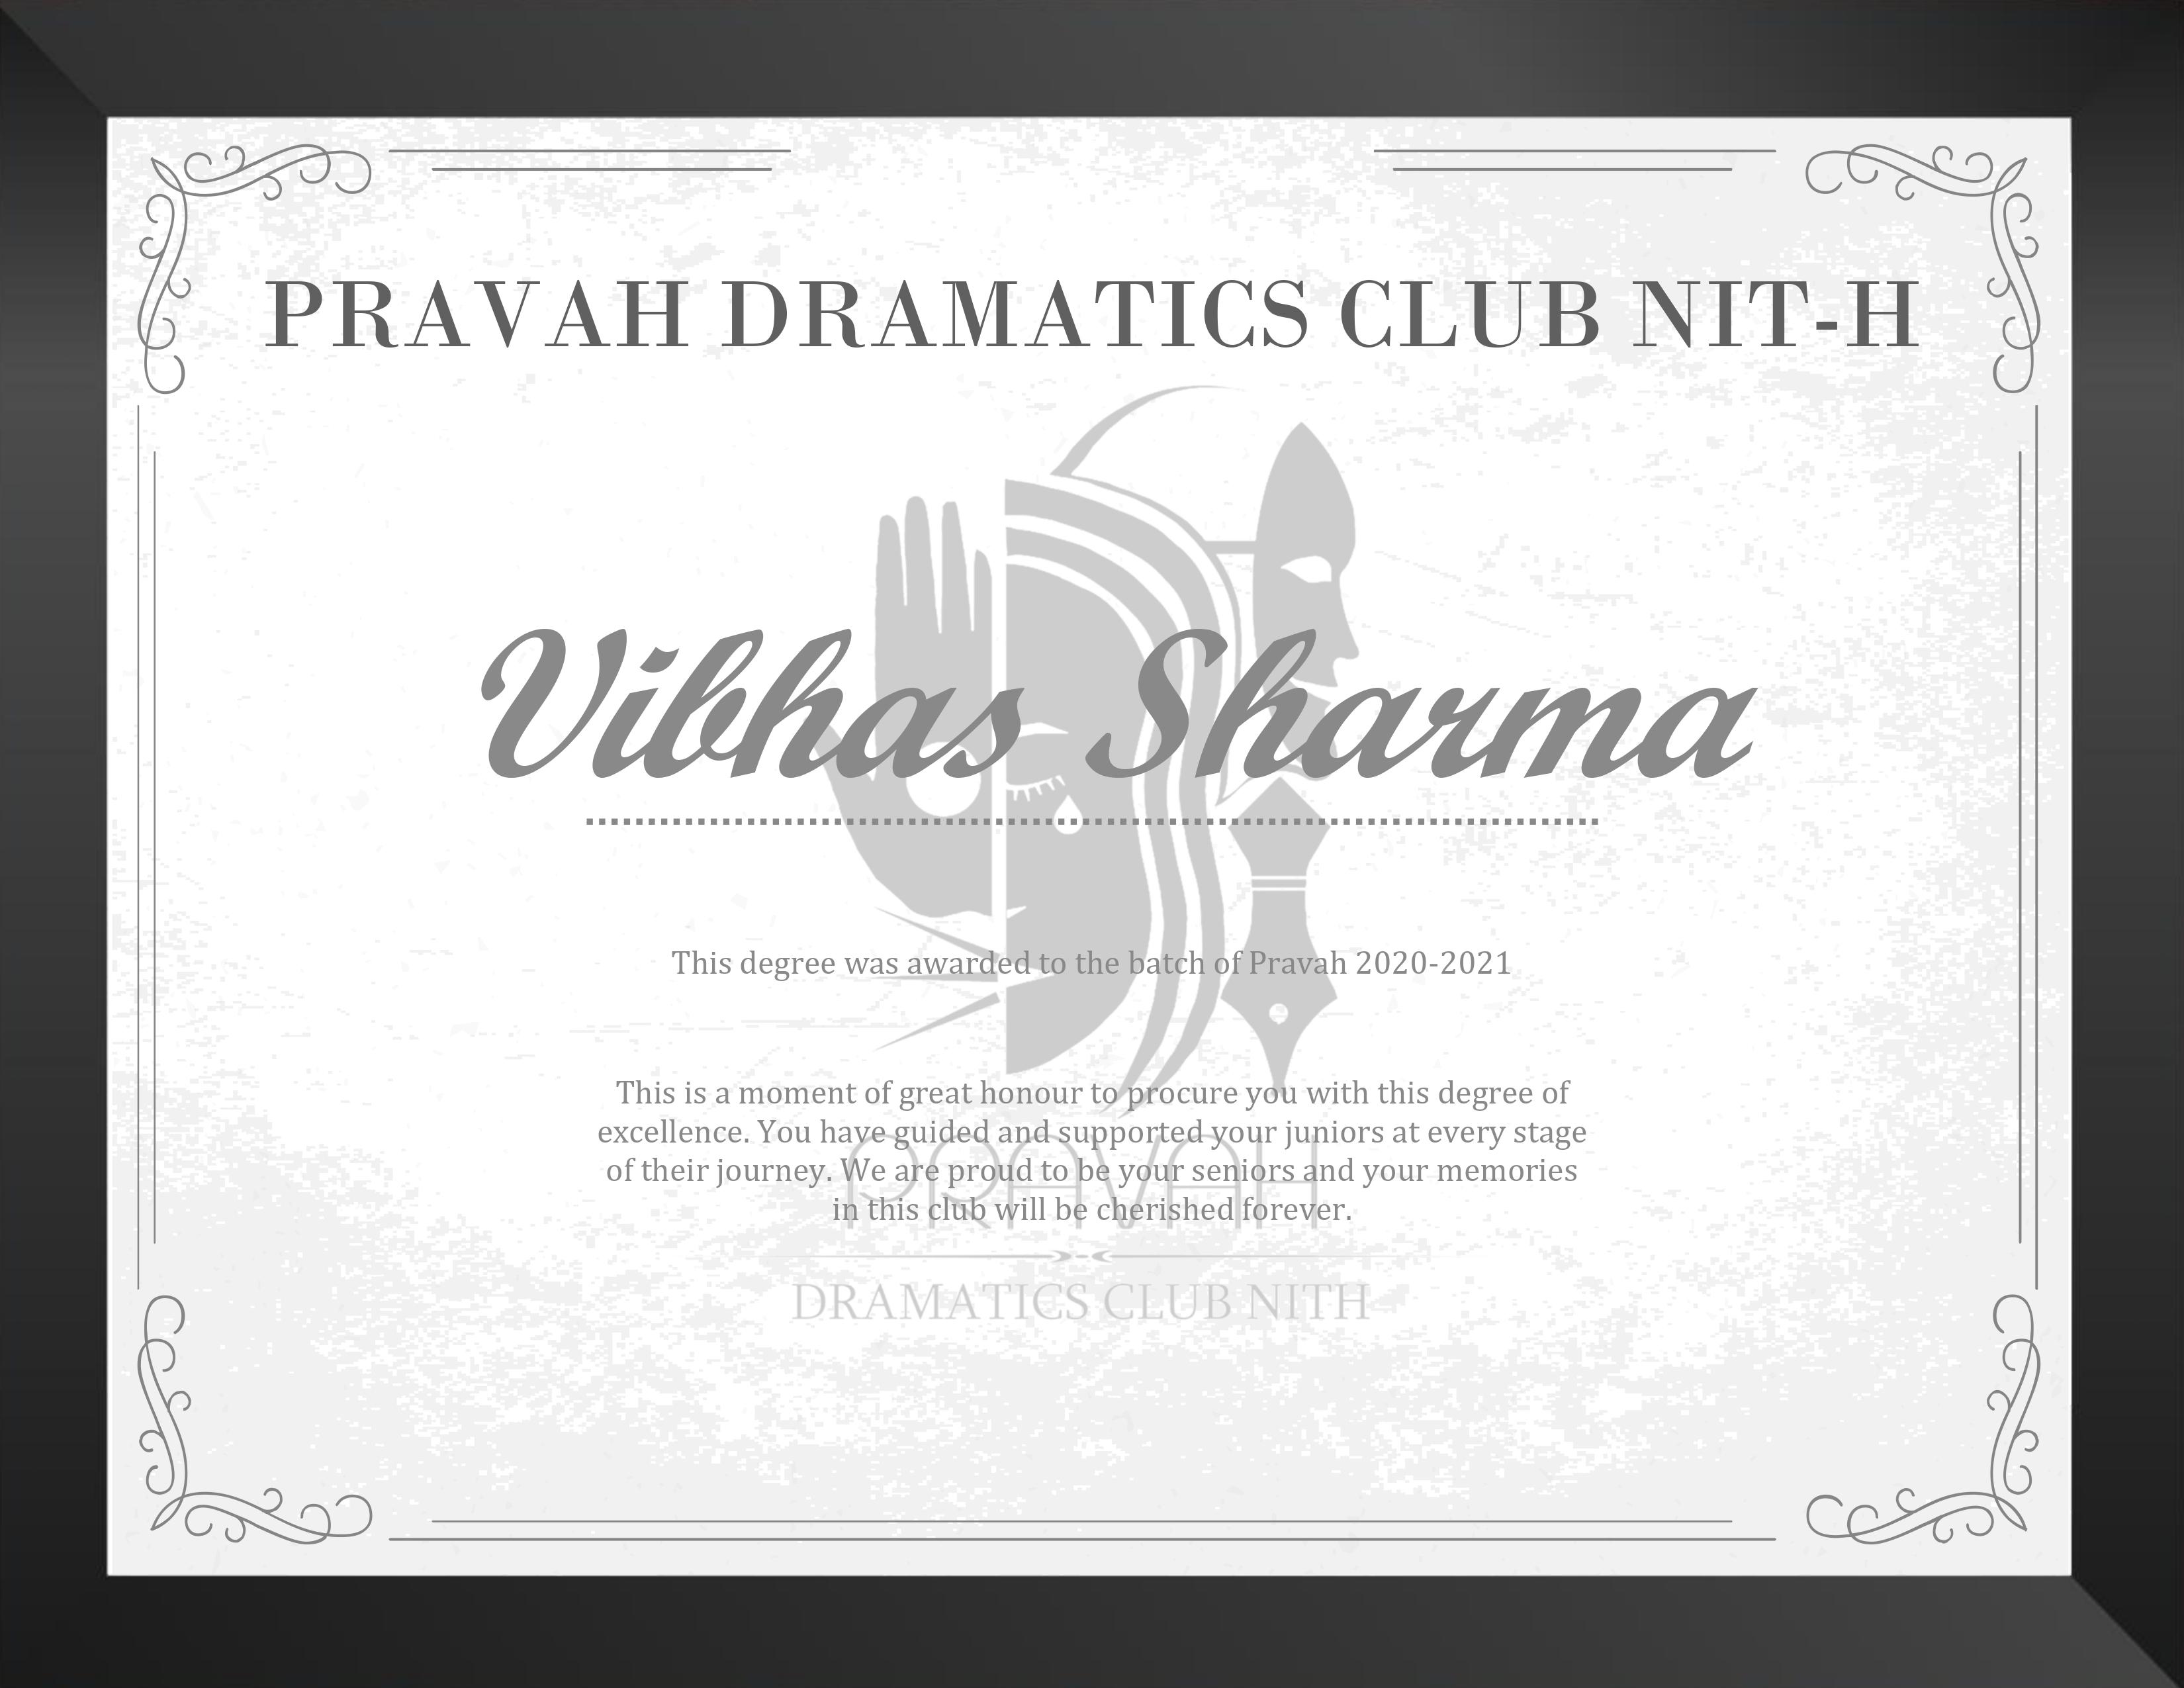 PRAVAH DRAMATICS CLUB NIT-H
Vibhas Sharma
This degree was awarded to the batch of Pravah 2020-2021
This is a moment of great honour to procure you with this degree of
excellence. You have guided and supported your juniors at every stage
of their journey. We are proud to be your seniors and your memories
in this club will be cherished forever.
PRAVAH
DRAMATICS CLUB NITH